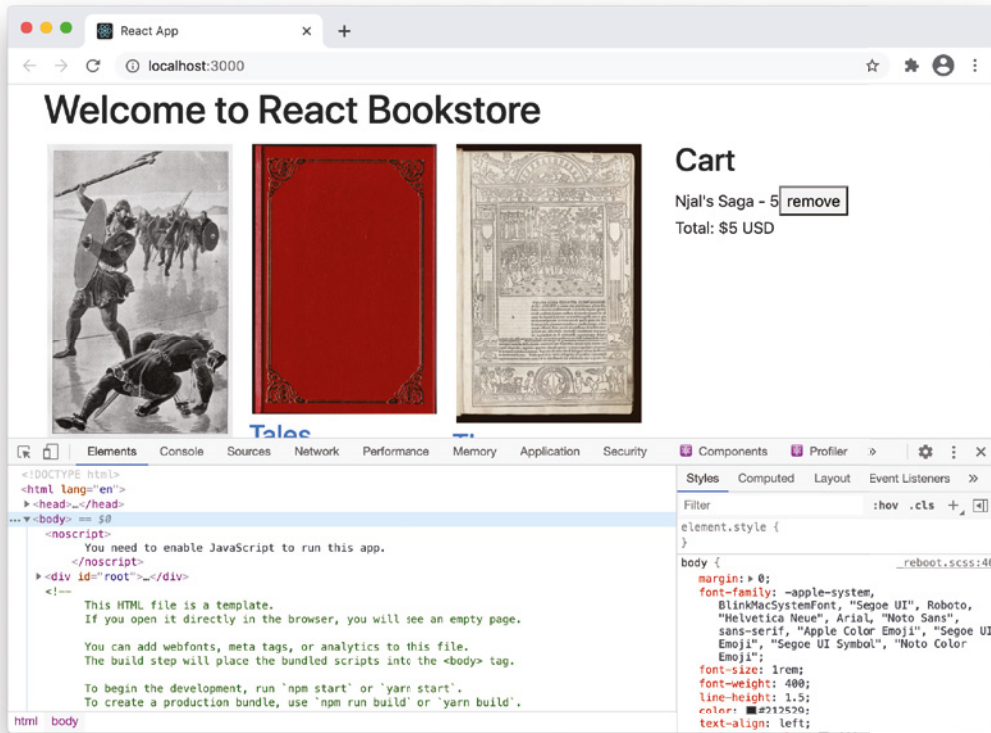 React App
localhost:3000
Welcome to React Bookstore
Cart
Njal's Saga - 5 remove
Total: $5 USD
Tales
Elements Console Sources Network Performance Memory Application Security Components Profiler »
<!DOCTYPE html>
<html lang="en">
<head>…</head>
<body> == $0
<noscript>
You need to enable JavaScript to run this app.
</noscript>
<div id="root">…</div>
<!--
This HTML file is a template.
If you open it directly in the browser, you will see an empty page.
You can add webfonts, meta tags, or analytics to this file.
The build step will place the bundled scripts into the <body> tag.
To begin the development, run `npm start` or `yarn start`.
To create a production bundle, use `npm run build` or `yarn build`.
html body
Styles Computed Layout Event Listeners »
Filter :hov .cls +
element.style {
}
body { _reboot.scss:46
margin: 0;
font-family: -apple-system,
BlinkMacSystemFont, "Segoe UI", Roboto,
"Helvetica Neue", Arial, "Noto Sans",
sans-serif, "Apple Color Emoji", "Segoe UI
Emoji", "Segoe UI Symbol", "Noto Color
Emoji";
font-size: 1rem;
font-weight: 400;
line-height: 1.5;
color: #212529;
text-align: left;